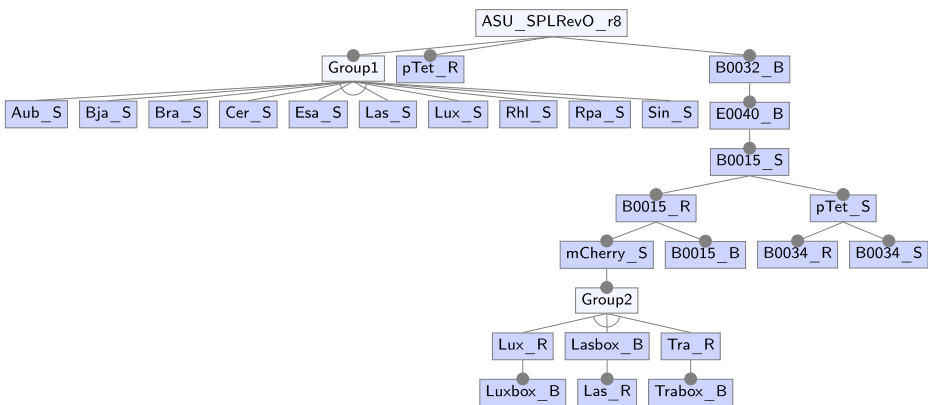 ASU_SPLRevO_r8
Group1 pTet_R B0032_B
Aub_S Bja_S Bra_S Cer_S Esa_S Las_S Lux_S Rhl_S Rpa_S Sin_S E0040_B
B0015_S
B0015_R pTet_S
mCherry_S B0015_B B0034_R B0034_S
Group2
Lux_R Lasbox_B Tra_R
Luxbox_B Las_R Trabox_B